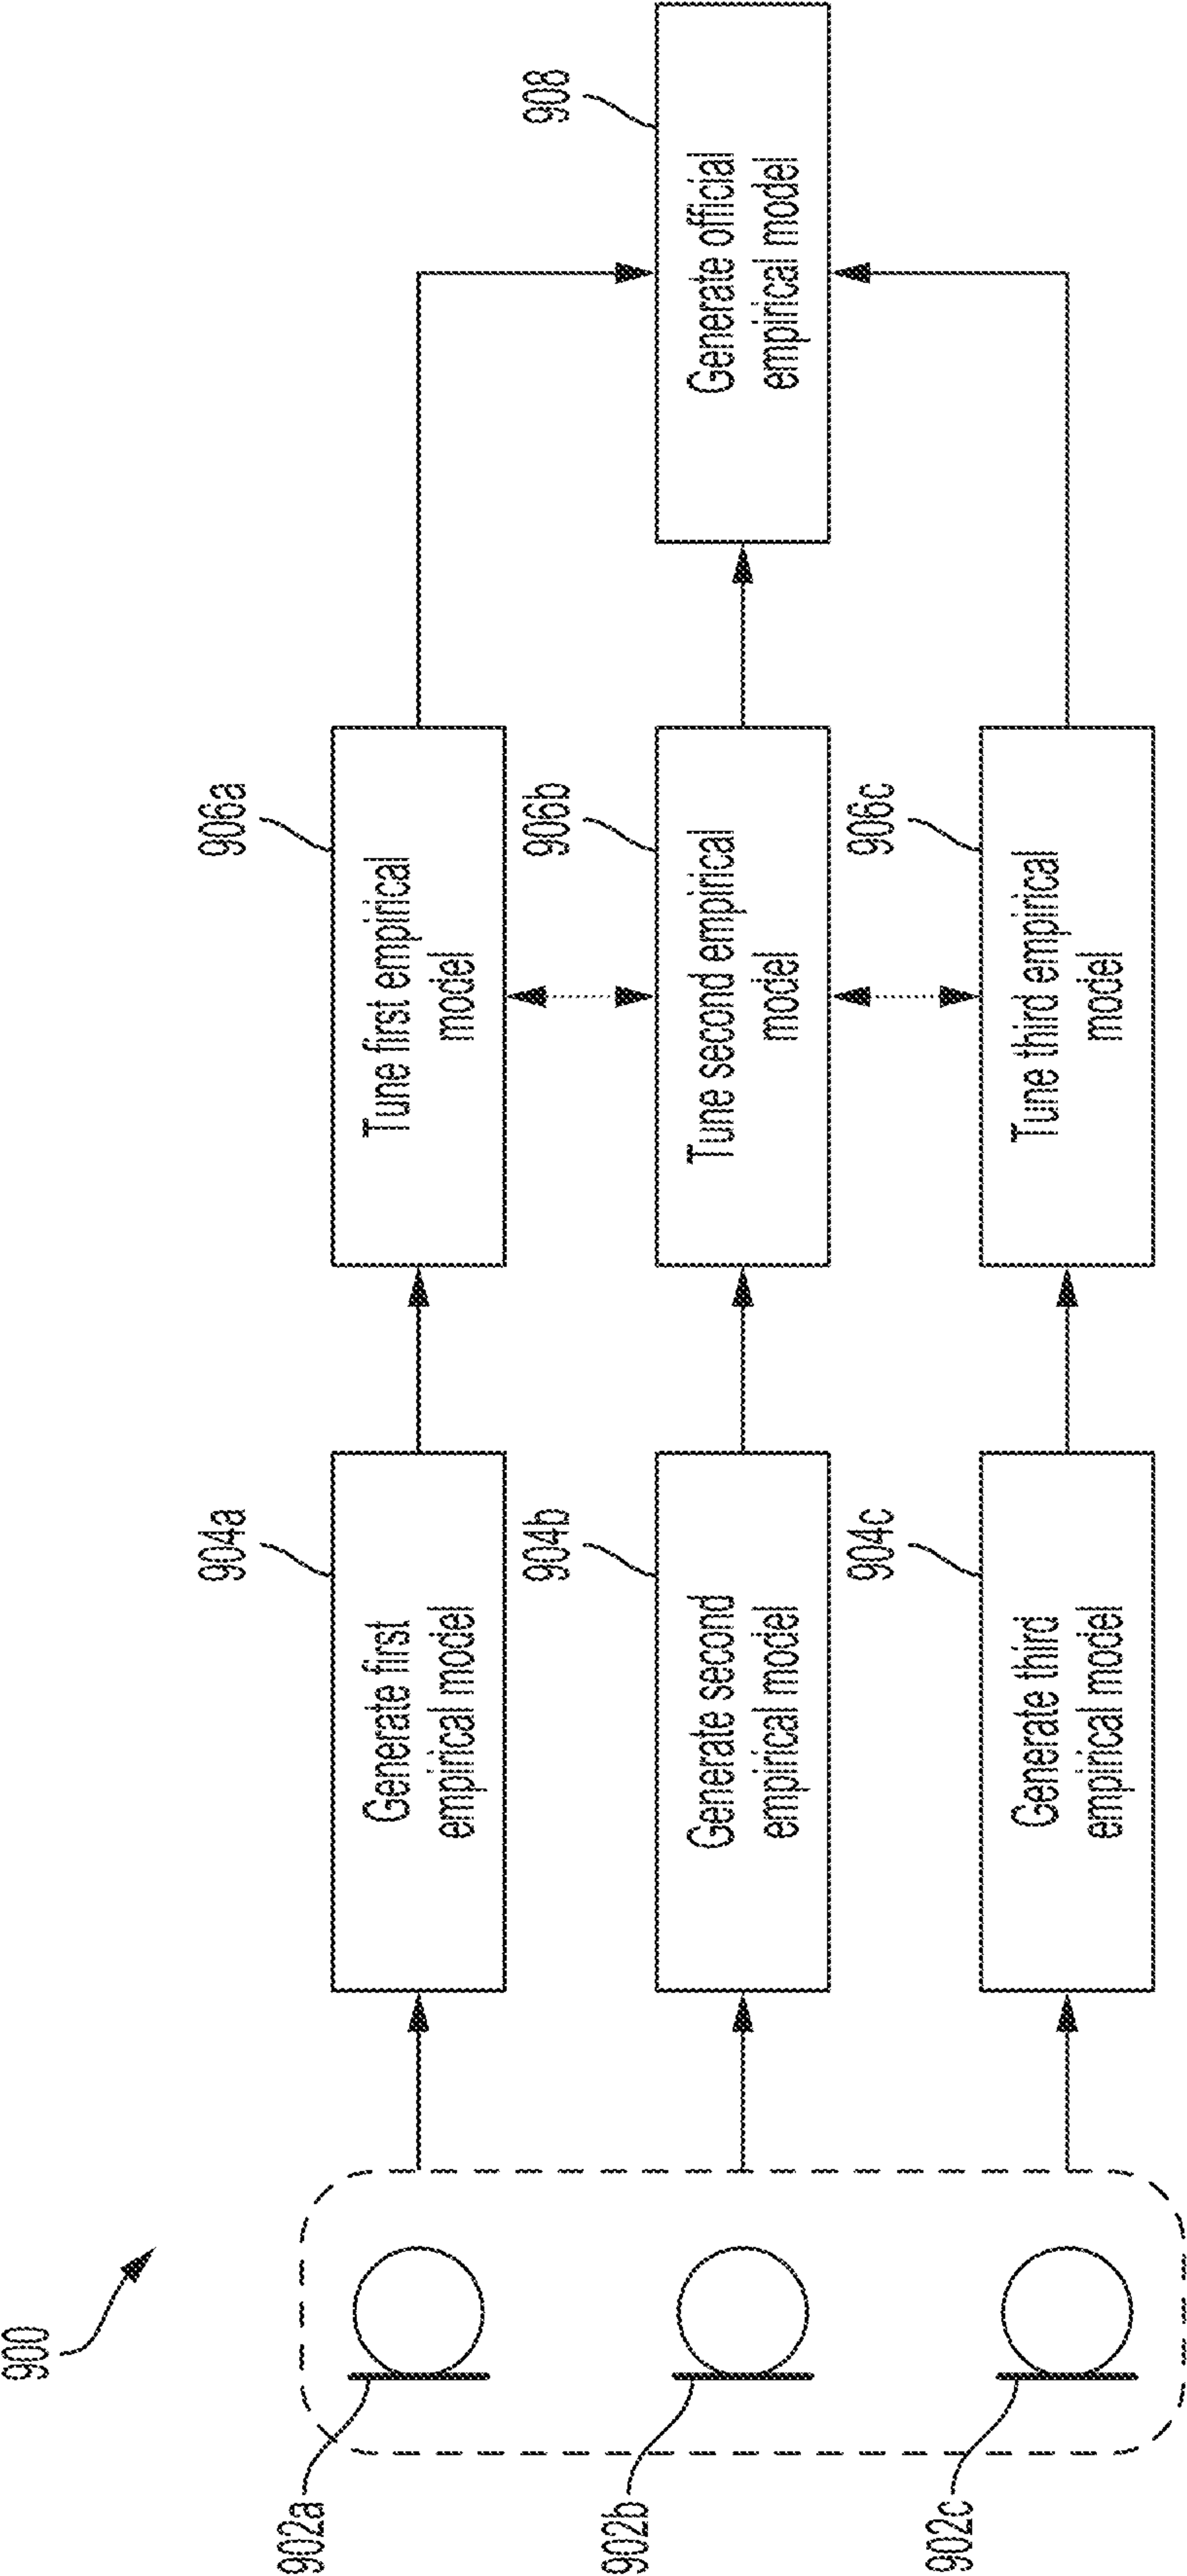 900
902a
902b
902c
904a
Generate first
empirical model
904b
Generate second
empirical model
904c
Generate third
empirical model
906a
Tune first empirical
model
906b
Tune second empirical
model
906c
Tune third empirical
model
908
Generate official
empirical model